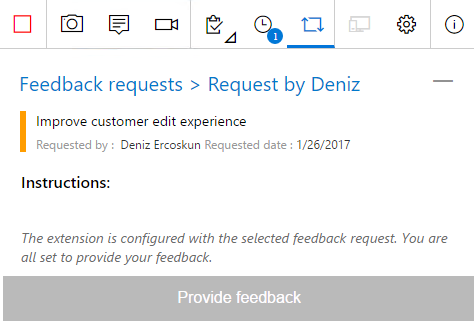 1
Feedback requests > Request by Deniz
Improve customer edit experience
Requested by : Deniz Ercoskun Requested date : 1/26/2017
Instructions:
The extension is configured with the selected feedback request. You are
all set to provide your feedback.
Provide feedback